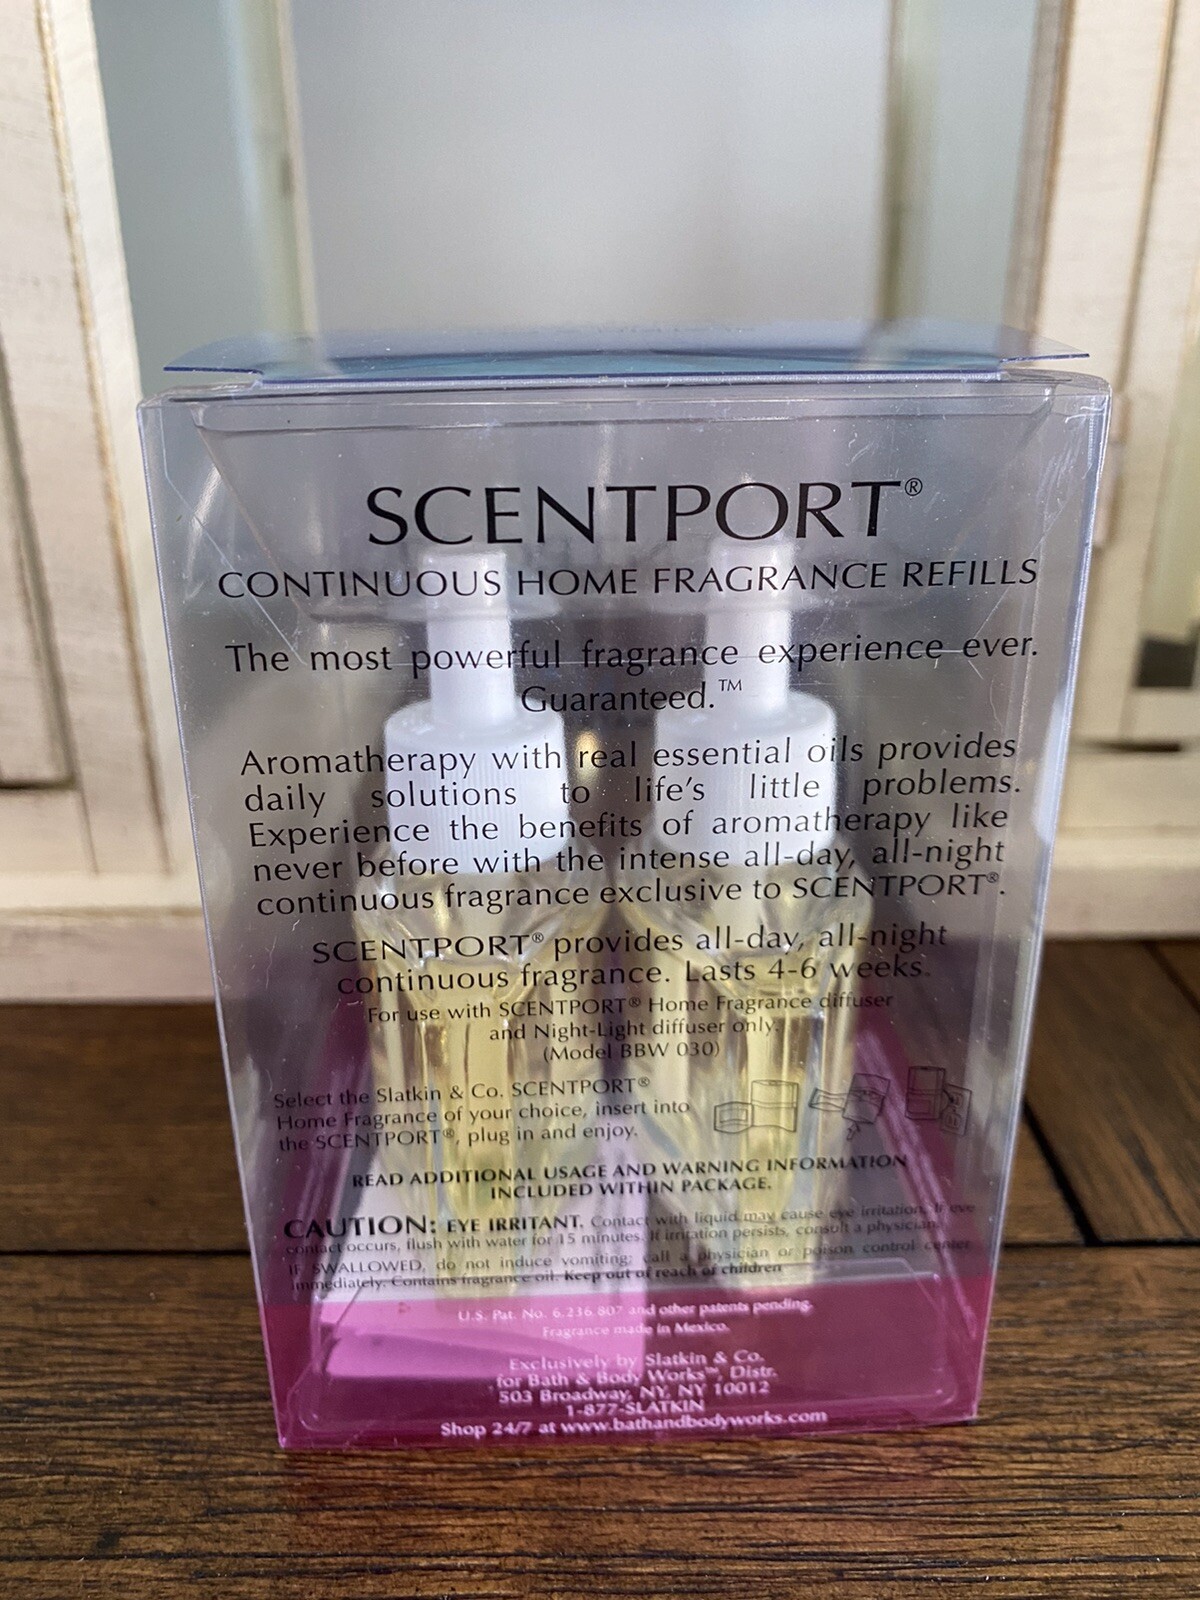 SCENTPORT®
CONTINUOUS HOME FRAGRANCE REFILLS
The most powerful fragrance experience ever.
Guaranteed.™
Aromatherapy with real essential oils provides
daily solutions to life's little problems.
Experience the benefits of aromatherapy like
never before with the intense all-day, all-night
continuous fragrance exclusive to SCENTPORT®.
SCENTPORT® provides all-day, all-night
continuous fragrance. Lasts 4-6 weeks.
For use with SCENTPORT® Home Fragrance diffuser
and Night-Light diffuser only.
(Model BBW 030)
Select the Slatkin & Co. SCENTPORT®
Home Fragrance of your choice, insert into
the SCENTPORT®, plug in and enjoy.
READ ADDITIONAL USAGE AND WARNING INFORMATION
INCLUDED WITHIN PACKAGE.
CAUTION: EYE IRRITANT. Contact with liquid may cause eye irritation. If eye
contact occurs, flush with water for 15 minutes. If irritation persists, consult a physician.
IF SWALLOWED, do not induce vomiting; call a physician or poison control center
immediately. Contains fragrance oil. Keep out of reach of children
U.S. Pat. No. 6.236.807 and other patents pending.
Fragrance made in Mexico.
Exclusively by Slatkin & Co.
for Bath & Body Works™, Distr.
503 Broadway, NY, NY 10012
1-877-SLATKIN
Shop 24/7 at www.bathandbodyworks.com